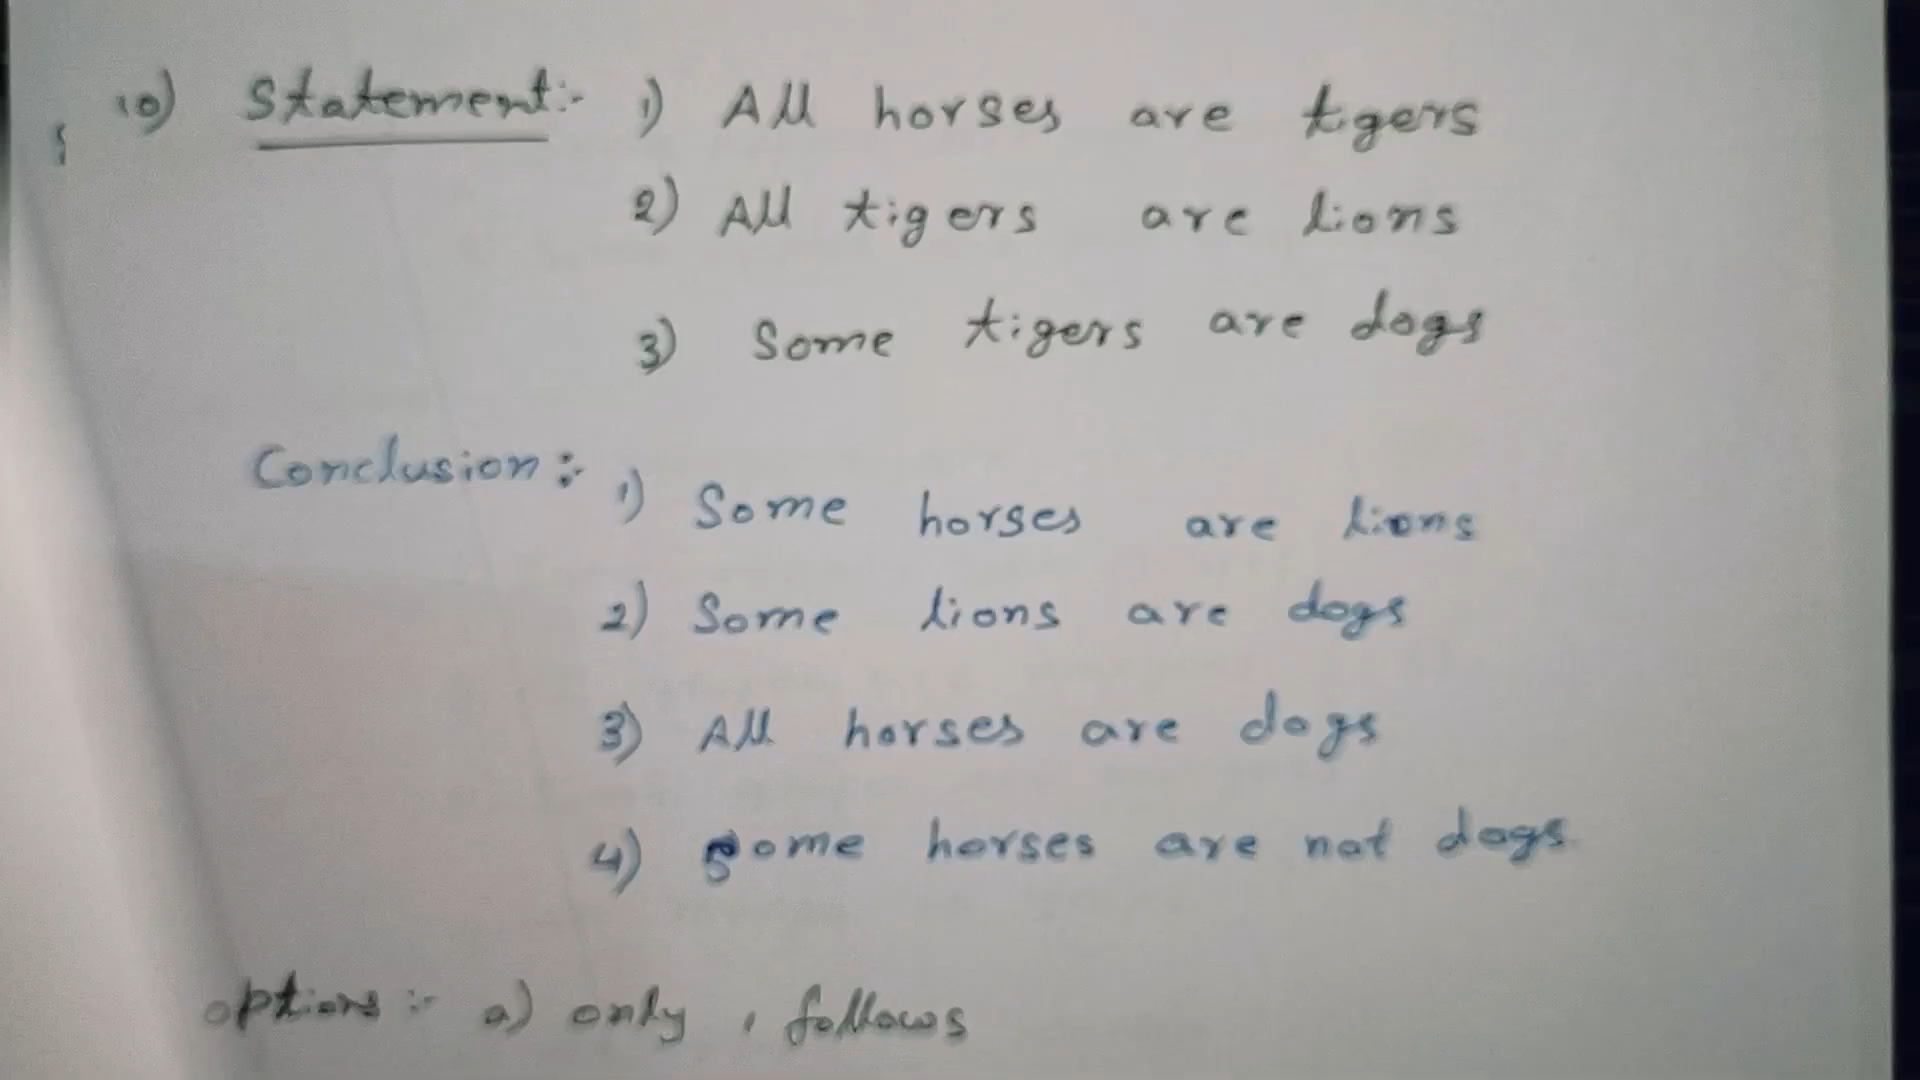 10) Statement:- 1) All horses are tigers
2) All tigers are lions
3) Some tigers are dogs
Conclusion:- 1) Some horses are lions
2) Some lions are dogs
3) All horses are dogs
4) Some horses are not dogs
options:- a) only 1 follows